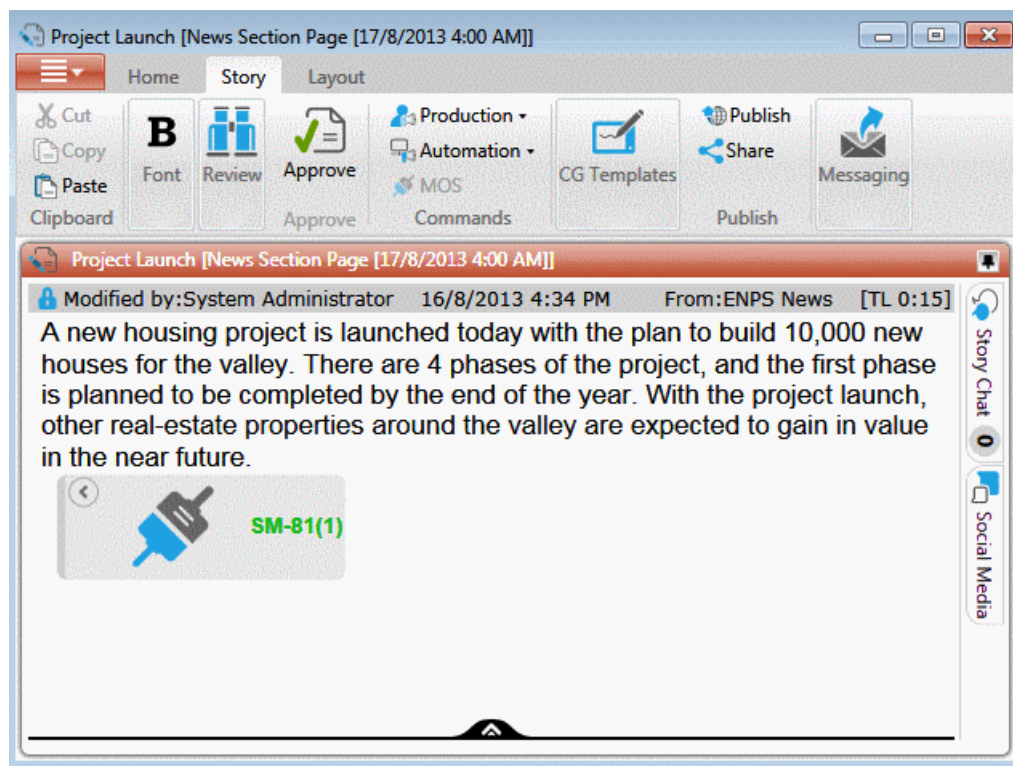 Project Launch [News Section Page [17/8/2013 4:00 AM]]
Home Story Layout
Cut
Copy
Paste
Clipboard
B
Font
Review
Approve
Approve
Production
Automation
MOS
Commands
CG Templates
Publish
Share
Publish
Messaging
Project Launch [News Section Page [17/8/2013 4:00 AM]]
Modified by:System Administrator 16/8/2013 4:34 PM From:ENPS News [TL 0:15]
A new housing project is launched today with the plan to build 10,000 new
houses for the valley. There are 4 phases of the project, and the first phase
is planned to be completed by the end of the year. With the project launch,
other real-estate properties around the valley are expected to gain in value
in the near future.
SM-81(1)
Story Chat 0
Social Media